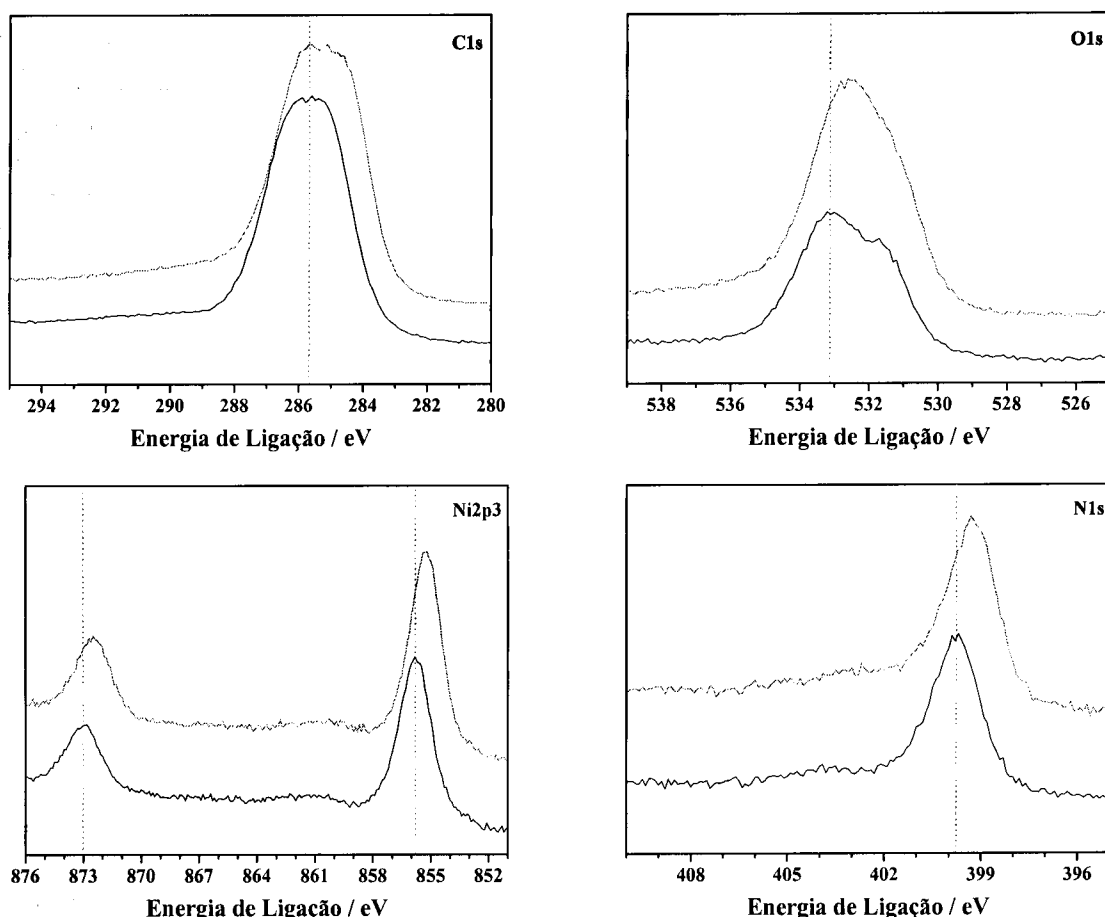 C1s
294 292 290 288 286 284 282 280
Energia de Ligação / eV
O1s
538 536 534 532 530 528 526
Energia de Ligação / eV
Ni2p3
876 873 870 867 864 861 858 855 852
Energia de Ligação / eV
N1s
408 405 402 399 396
Energia de Ligação / eV